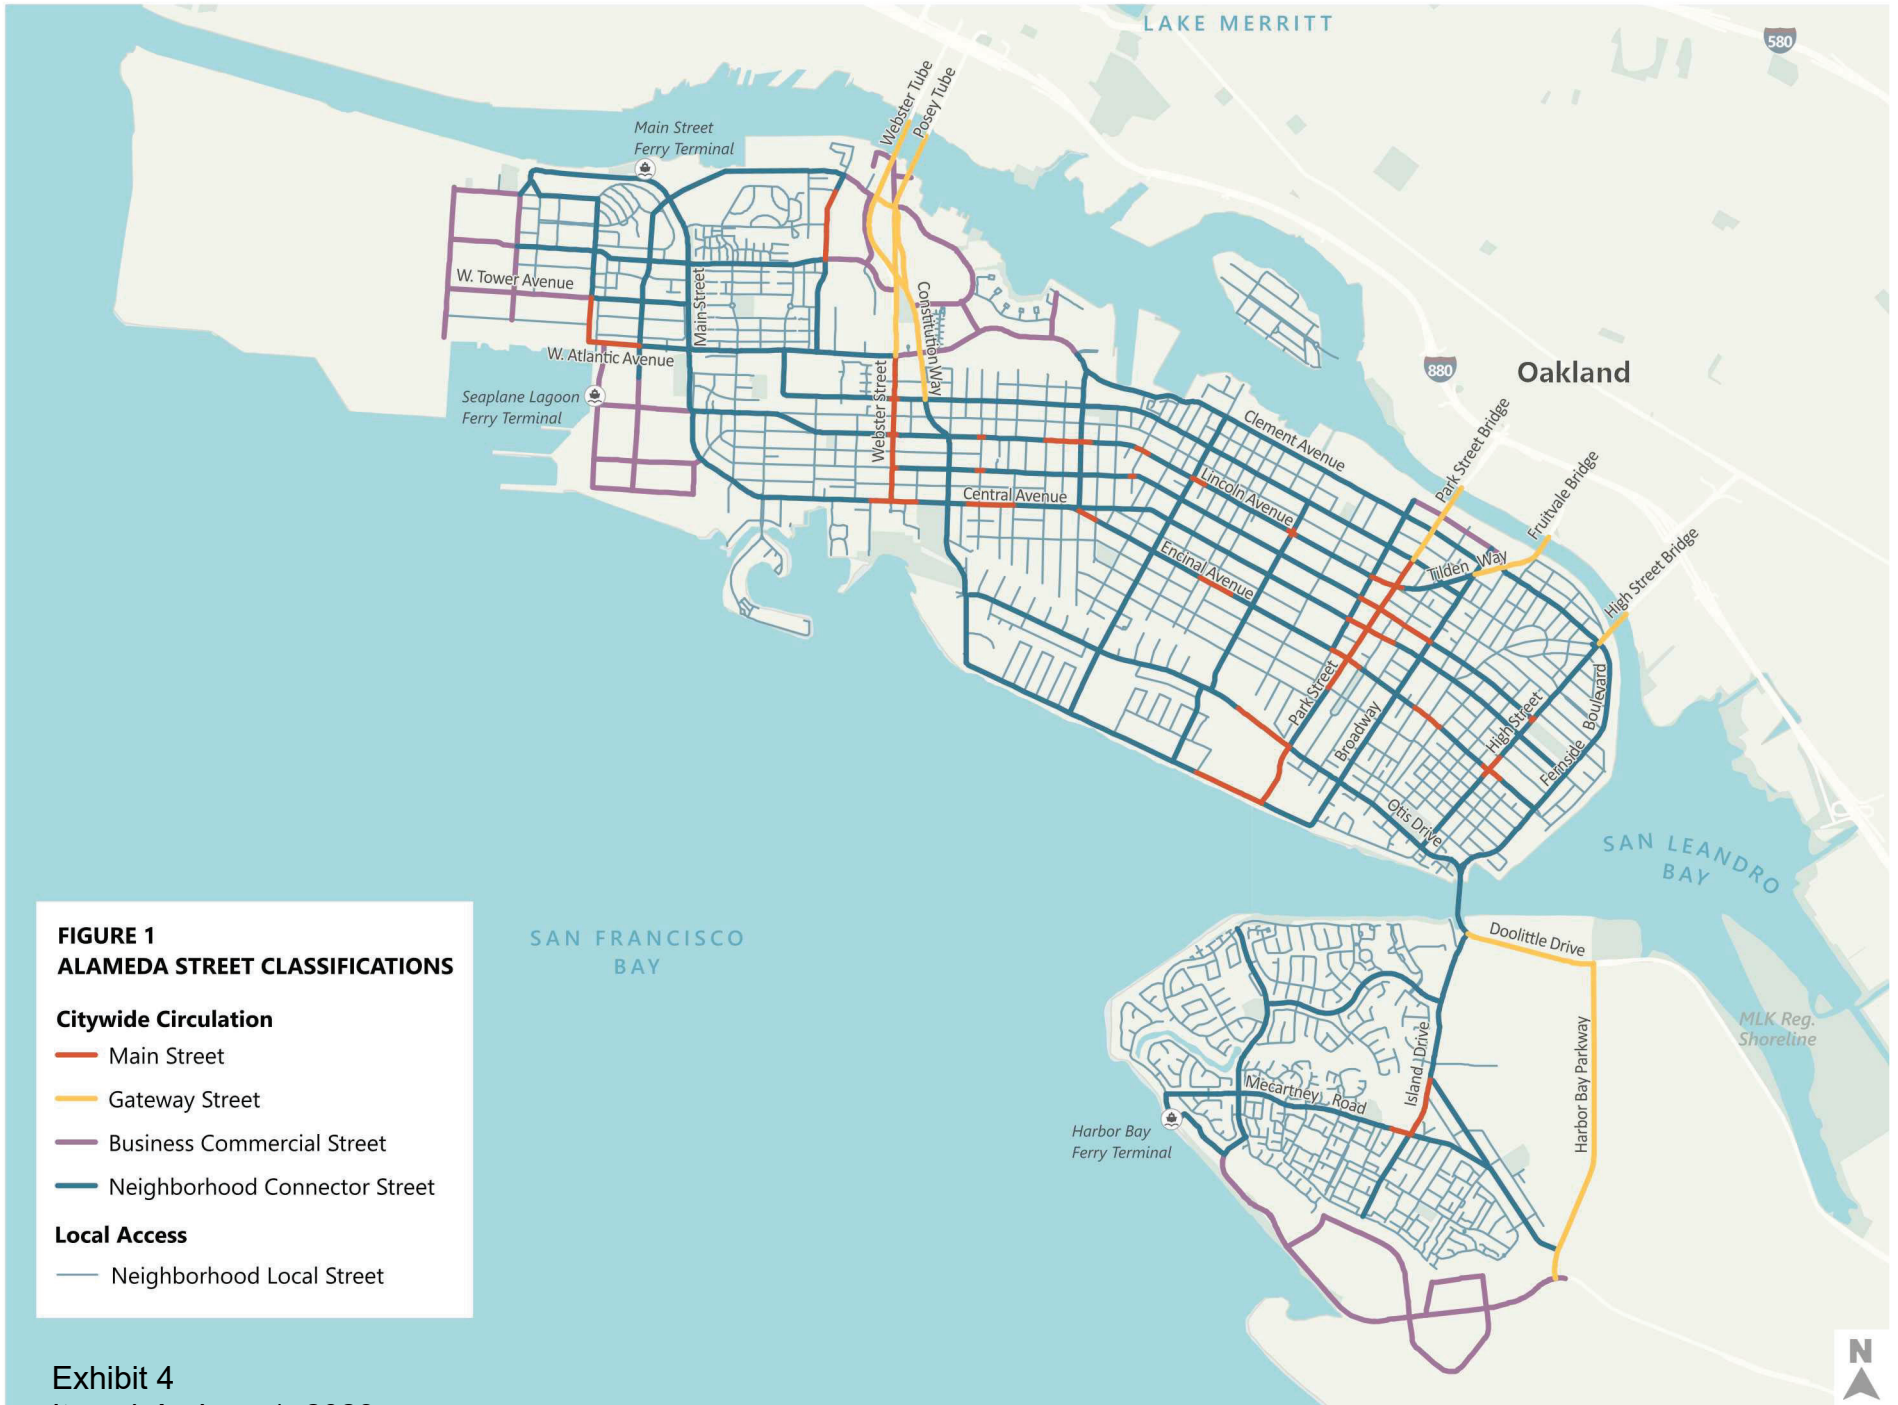 LAKE MERRITT
580
Webster Tube
Posey Tube
Main Street
Ferry Terminal
W. Tower Avenue
Main Street
Constitution Way
W. Atlantic Avenue
Seaplane Lagoon
Ferry Terminal
Webster Street
880
Oakland
Clement Avenue
Park Street Bridge
Fruitvale Bridge
High Street Bridge
Lincoln Avenue
Central Avenue
Encinal Avenue
Tilden Way
Park Street
Broadway
High Street
Fernside Boulevard
Otis Drive
SAN LEANDRO
BAY
SAN FRANCISCO
BAY
Doolittle Drive
MLK Reg.
Shoreline
Harbor Bay Parkway
Island Drive
Mecartney Road
Harbor Bay
Ferry Terminal
FIGURE 1
ALAMEDA STREET CLASSIFICATIONS
Citywide Circulation
Main Street
Gateway Street
Business Commercial Street
Neighborhood Connector Street
Local Access
Neighborhood Local Street
Exhibit 4
N